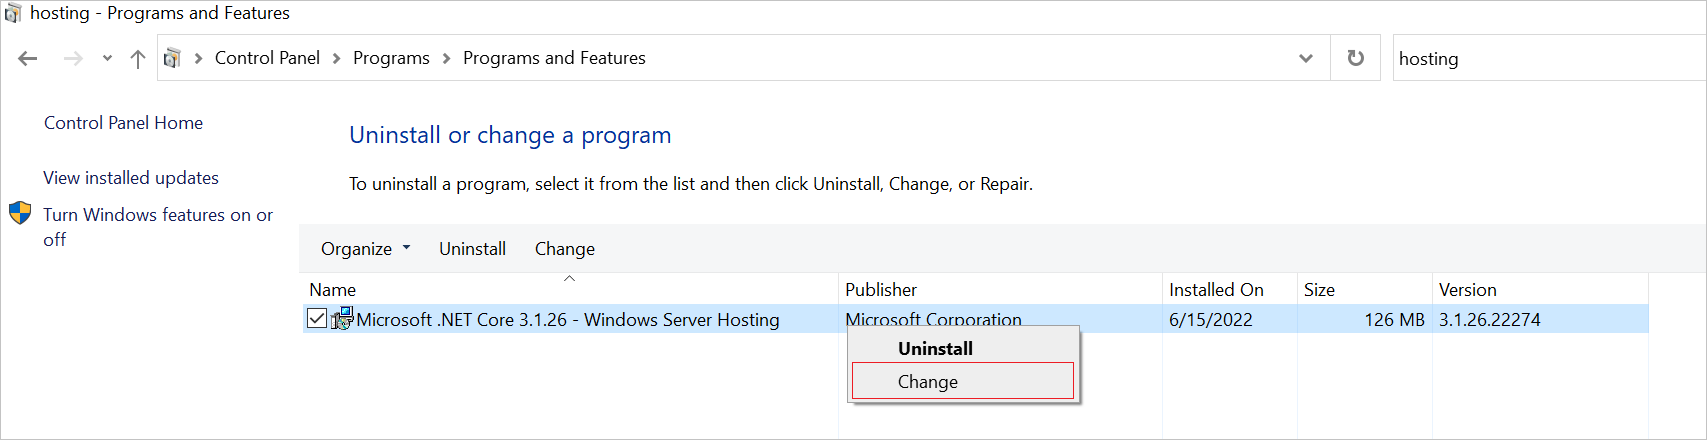 hosting - Programs and Features
Control Panel Programs Programs and Features
hosting
Control Panel Home
View installed updates
Turn Windows features on or
off
Uninstall or change a program
To uninstall a program, select it from the list and then click Uninstall, Change, or Repair.
Organize Uninstall Change
Name Publisher Installed On Size Version
Microsoft .NET Core 3.1.26 - Windows Server Hosting Microsoft Corporation 6/15/2022 126 MB 3.1.26.22274
Uninstall
Change